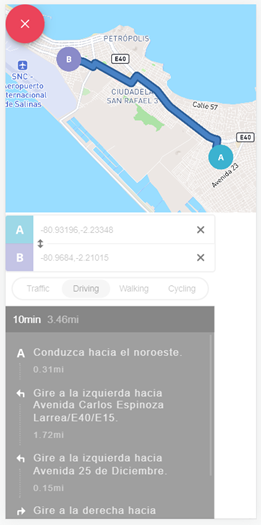 PETRÓPOLIS
E40
B
SNC -
Aeropuerto
Internacional
de Salinas
CIUDADELA
SAN RAFAEL 3
Calle 57
E40
A
Avenida 23
A
-80.93196,-2.23348
B
-80.9684,-2.21015
Traffic
Driving
Walking
Cycling
10min 3.46mi
A Conduzca hacia el noroeste.
0.31mi
Gire a la izquierda hacia
Avenida Carlos Espinoza
Larrea/E40/E15.
1.72mi
Gire a la izquierda hacia
Avenida 25 de Diciembre.
0.15mi
Gire a la derecha hacia